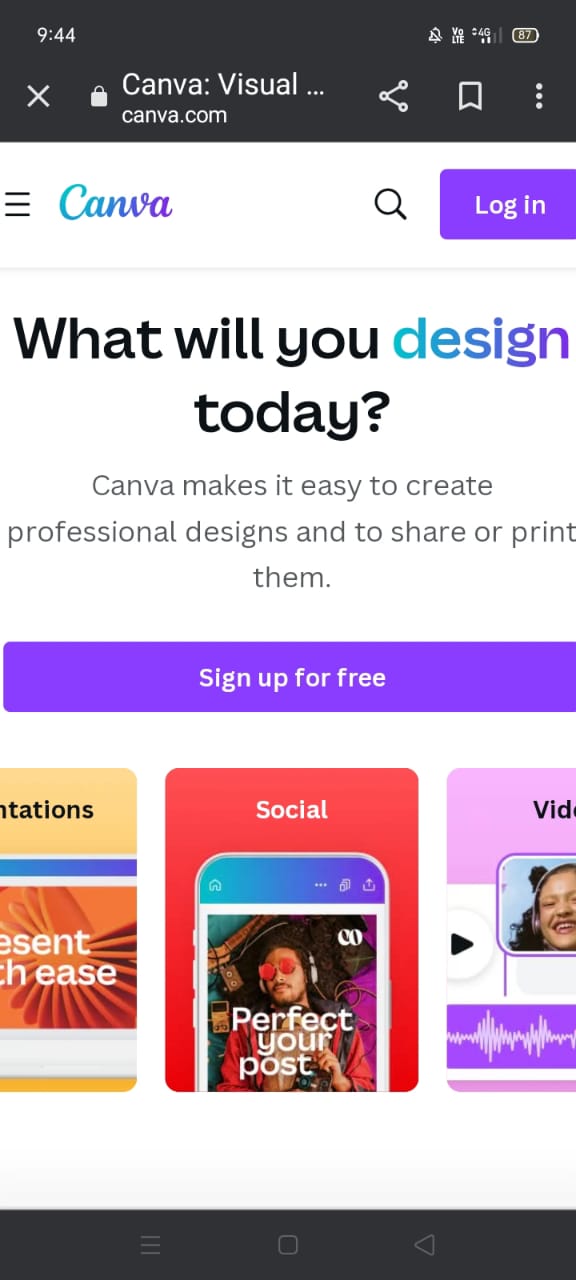 9:44
Vo
LTE
4G
87
Canva: Visual ...
canva.com
Canva
Log in
What will you design
today?
Canva makes it easy to create
professional designs and to share or print
them.
Sign up for free
ntations
Social
Vide
esent
th ease
Perfect
your
post